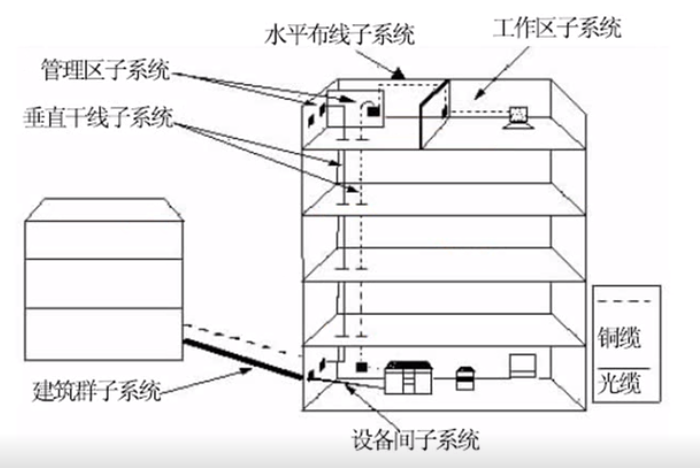 水平布线子系统
工作区子系统
管理区子系统
垂直干线子系统
铜缆
光缆
建筑群子系统
设备间子系统